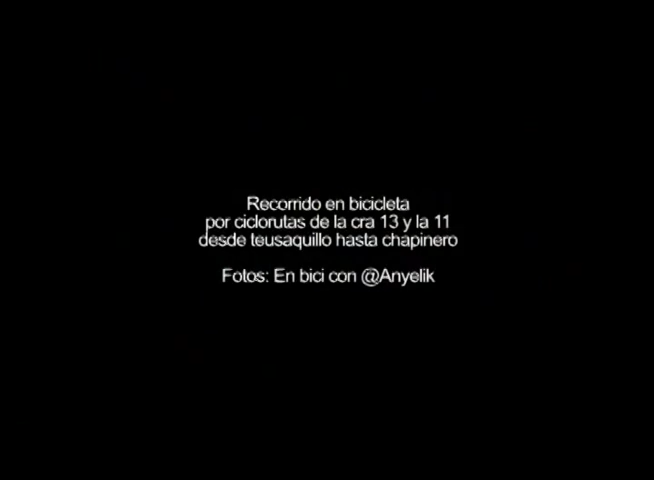 Recorrido en bicicleta
por ciclorutas de la cra 13 y la 11
desde teusaquillo hasta chapinero
Fotos: En bici con @Anyelik